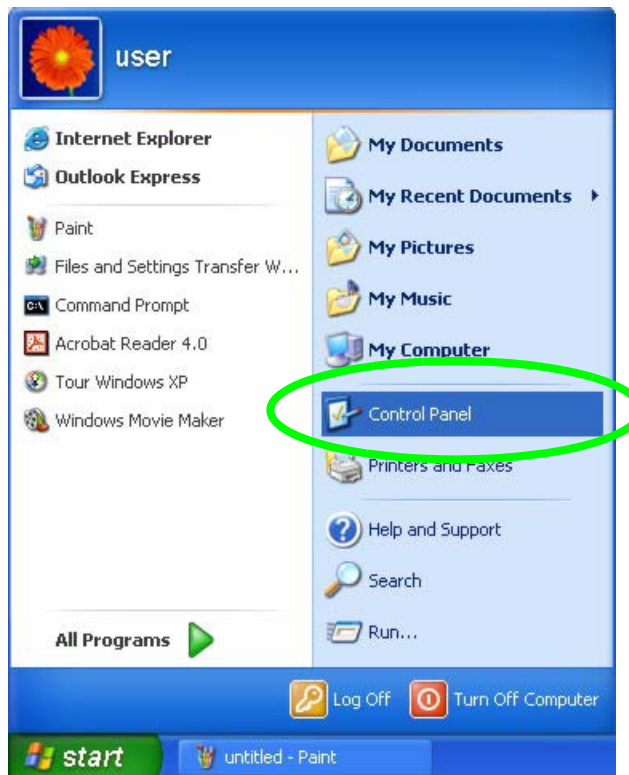 user
Internet Explorer
Outlook Express
Paint
Files and Settings Transfer W...
Command Prompt
Acrobat Reader 4.0
Tour Windows XP
Windows Movie Maker
All Programs
My Documents
My Recent Documents
My Pictures
My Music
My Computer
Control Panel
Printers and Faxes
Help and Support
Search
Run...
Log Off
Turn Off Computer
start
untitled - Paint